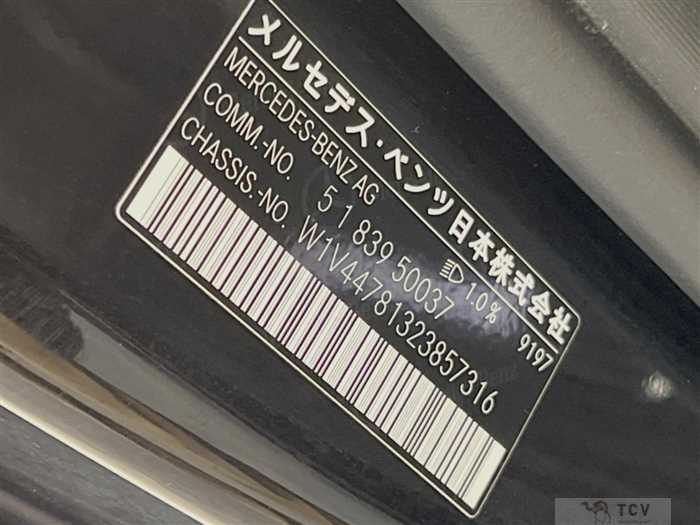 メルセデス・ベンツ日本株式会社
MERCEDES-BENZ AG 1.0% 9197
COMM.-NO. 5 1 839 50037
CHASSIS.-NO. W1V44781323857316
TCV